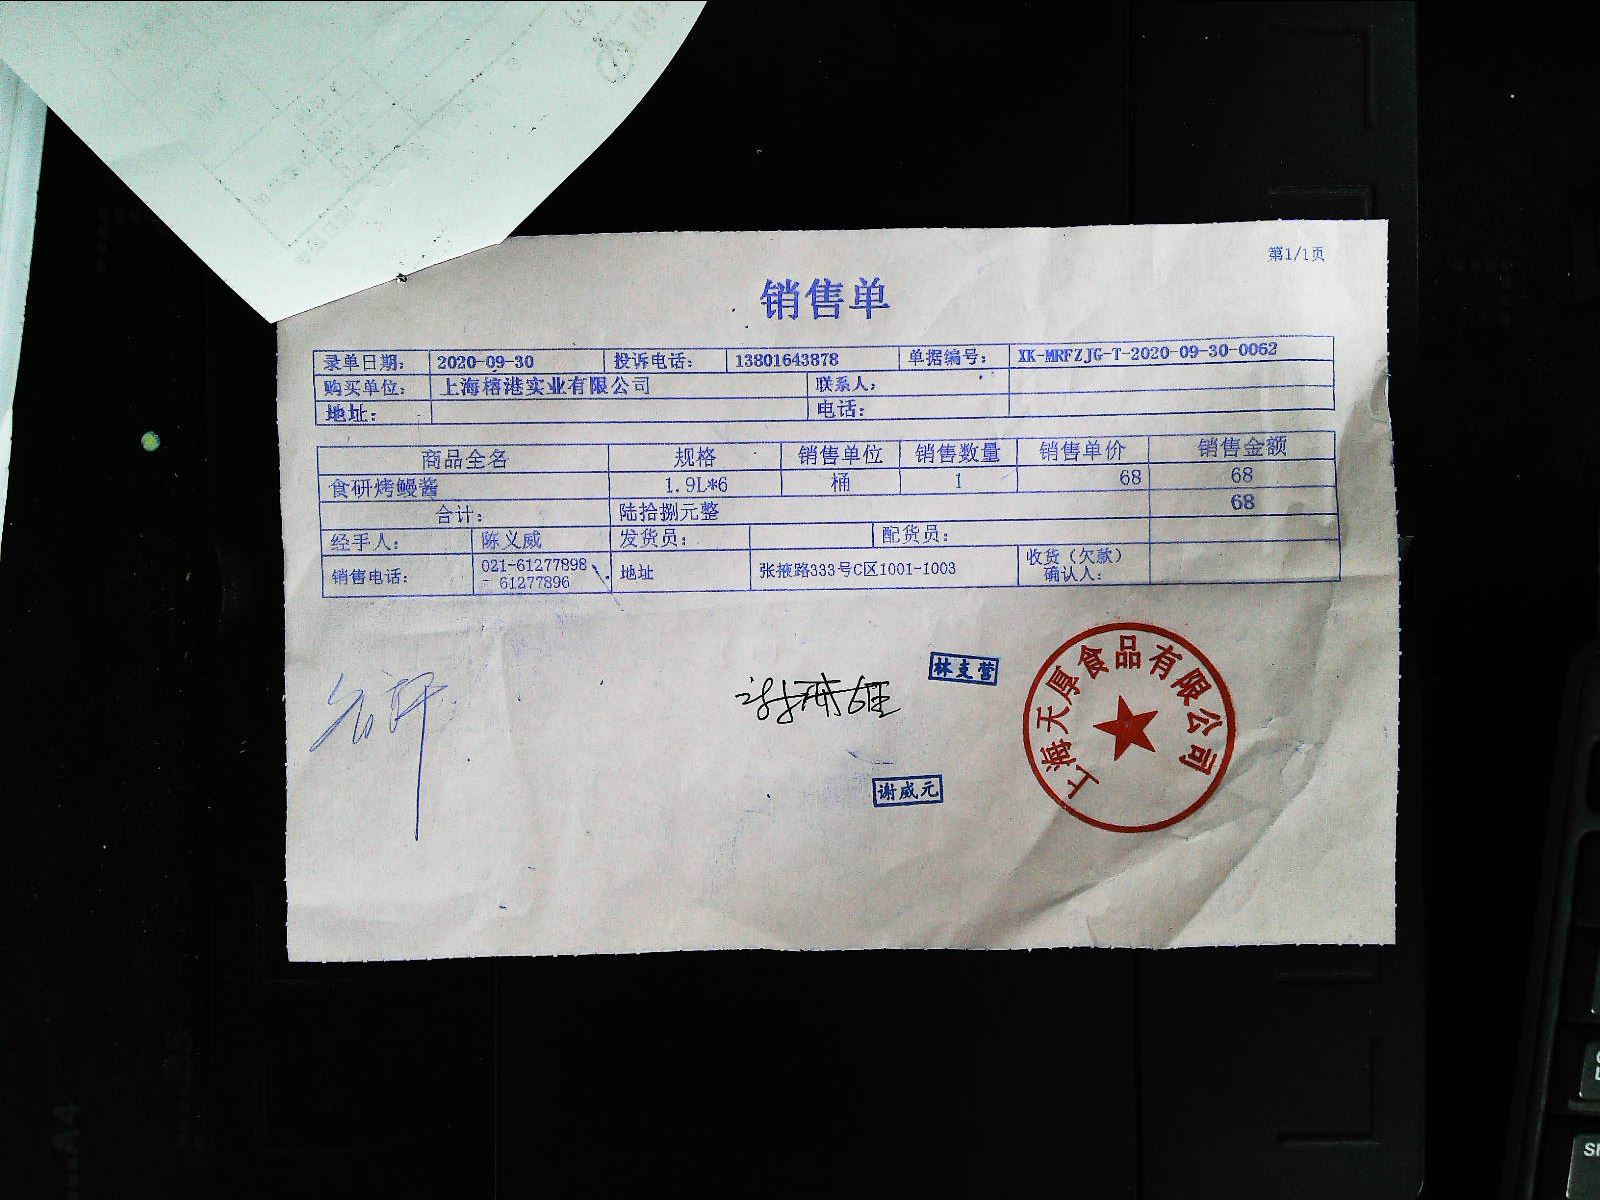 第1/1页
销售单
录单日期： 2020-09-30 投诉电话： 13801643878 单据编号： XK-MRFZJG-T-2020-09-30-0062
购买单位： 上海榕港实业有限公司 联系人：
地址： 电话：
商品全名 规格 销售单位 销售数量 销售单价 销售金额
食研烤鳗酱 1.9L*6 桶 1 68 68
合计： 陆拾捌元整 68
经手人： 陈义威 发货员： 配货员：
销售电话： 021-61277898 地址 张掖路333号C区1001-1003 收货（欠款）
- 61277896 确认人：
林支营
上海天厚食品有限公司
谢威元